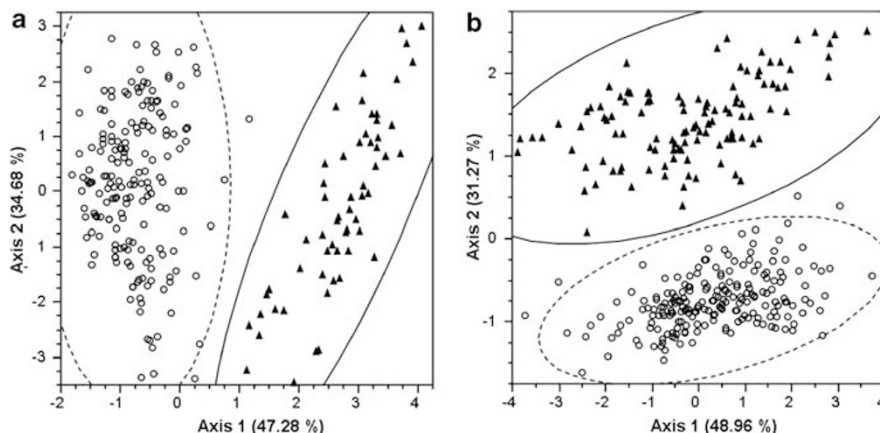 a
3
2
1
0
-1
-2
-3
Axis 2 (34.68 %)
-2 -1 0 1 2 3 4
Axis 1 (47.28 %)
b
2
1
0
-1
Axis 2 (31.27 %)
-4 -3 -2 -1 0 1 2 3 4
Axis 1 (48.96 %)